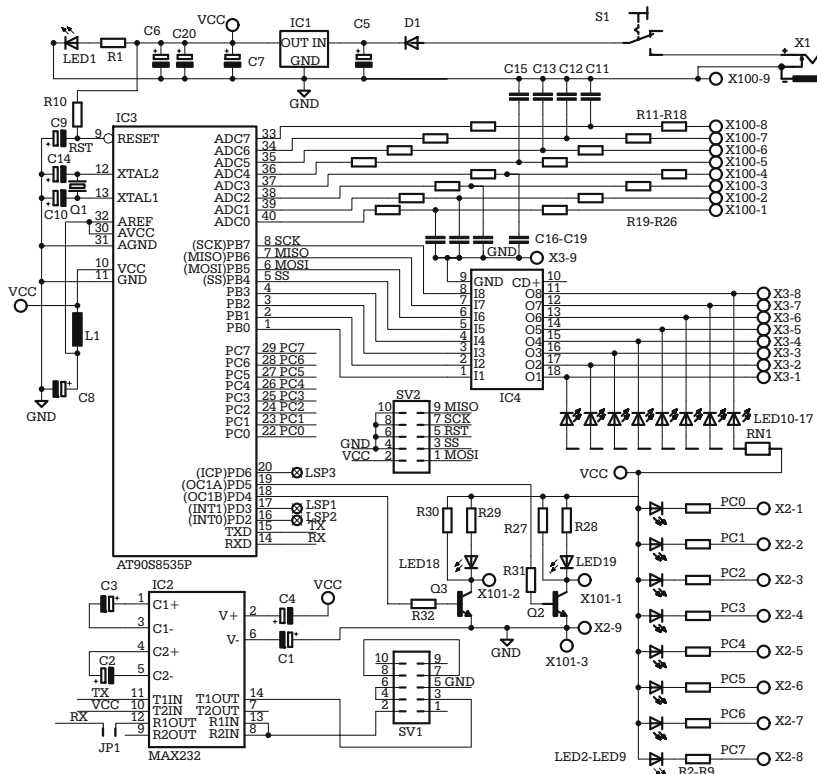 S1
C6 C20 VCC IC1 C5 D1 X1
OUT IN
GND
LED1 R1 C7
GND
C15 C13 C12 C11
X100-9
R10
C9 IC3
R11-R18
9 RESET ADC7 33 X100-8
RST ADC6 34 X100-7
C14 ADC5 35 X100-6
12 XTAL2 ADC4 36 X100-5
ADC3 37 X100-4
13 XTAL1 ADC2 38 X100-3
C10 Q1 ADC1 39 X100-2
32 AREF ADC0 40 X100-1
30 AVCC
31 AGND
R19-R26
C16-C19
GND
X3-9
(SCK)PB7 8 SCK
(MISO)PB6 7 MISO
10 VCC (MOSI)PB5 6 MOSI
11 GND (SS)PB4 5 SS
PB3 4
PB2 3
PB1 2
PB0 1
9 GND CD+ 10
8 I8 O8 11 X3-8
7 I7 O7 12 X3-7
6 I6 O6 13 X3-6
5 I5 O5 14 X3-5
4 I4 O4 15 X3-4
3 I3 O3 16 X3-3
2 I2 O2 17 X3-2
1 I1 O1 18 X3-1
IC4
VCC
L1
C8
GND
PC7 29 PC7
PC6 28 PC6
PC5 27 PC5
PC4 26 PC4
PC3 25 PC3
PC2 24 PC2
PC1 23 PC1
PC0 22 PC0
SV2
10 9 MISO
8 7 SCK
6 5 RST
GND 4 3 SS
VCC 2 1 MOSI
LED10-17
RN1
VCC
(ICP)PD6 20 LSP3
(OC1A)PD5 19
(OC1B)PD4 18
(INT1)PD3 17 LSP1
(INT0)PD2 16 LSP2
TXD 15 TX
RXD 14 RX
AT90S8535P
R30 R29 R27 R28
LED18 LED19
Q3 R31
X101-2 Q2 X101-1
R32
X2-9
GND
X101-3
PC0 X2-1
PC1 X2-2
PC2 X2-3
PC3 X2-4
PC4 X2-5
PC5 X2-6
PC6 X2-7
PC7 X2-8
LED2-LED9 R2-R9
C3 IC2 C4 VCC
1 C1+ V+ 2
3 C1- V- 6
4 C2+ C1
C2 5 C2-
TX 11 T1IN T1OUT 14
VCC 10 T2IN T2OUT 7
RX 12 R1OUT R1IN 13
9 R2OUT R2IN 8
JP1
MAX232
10 9
8 7
6 5 GND
4 3
2 1
SV1